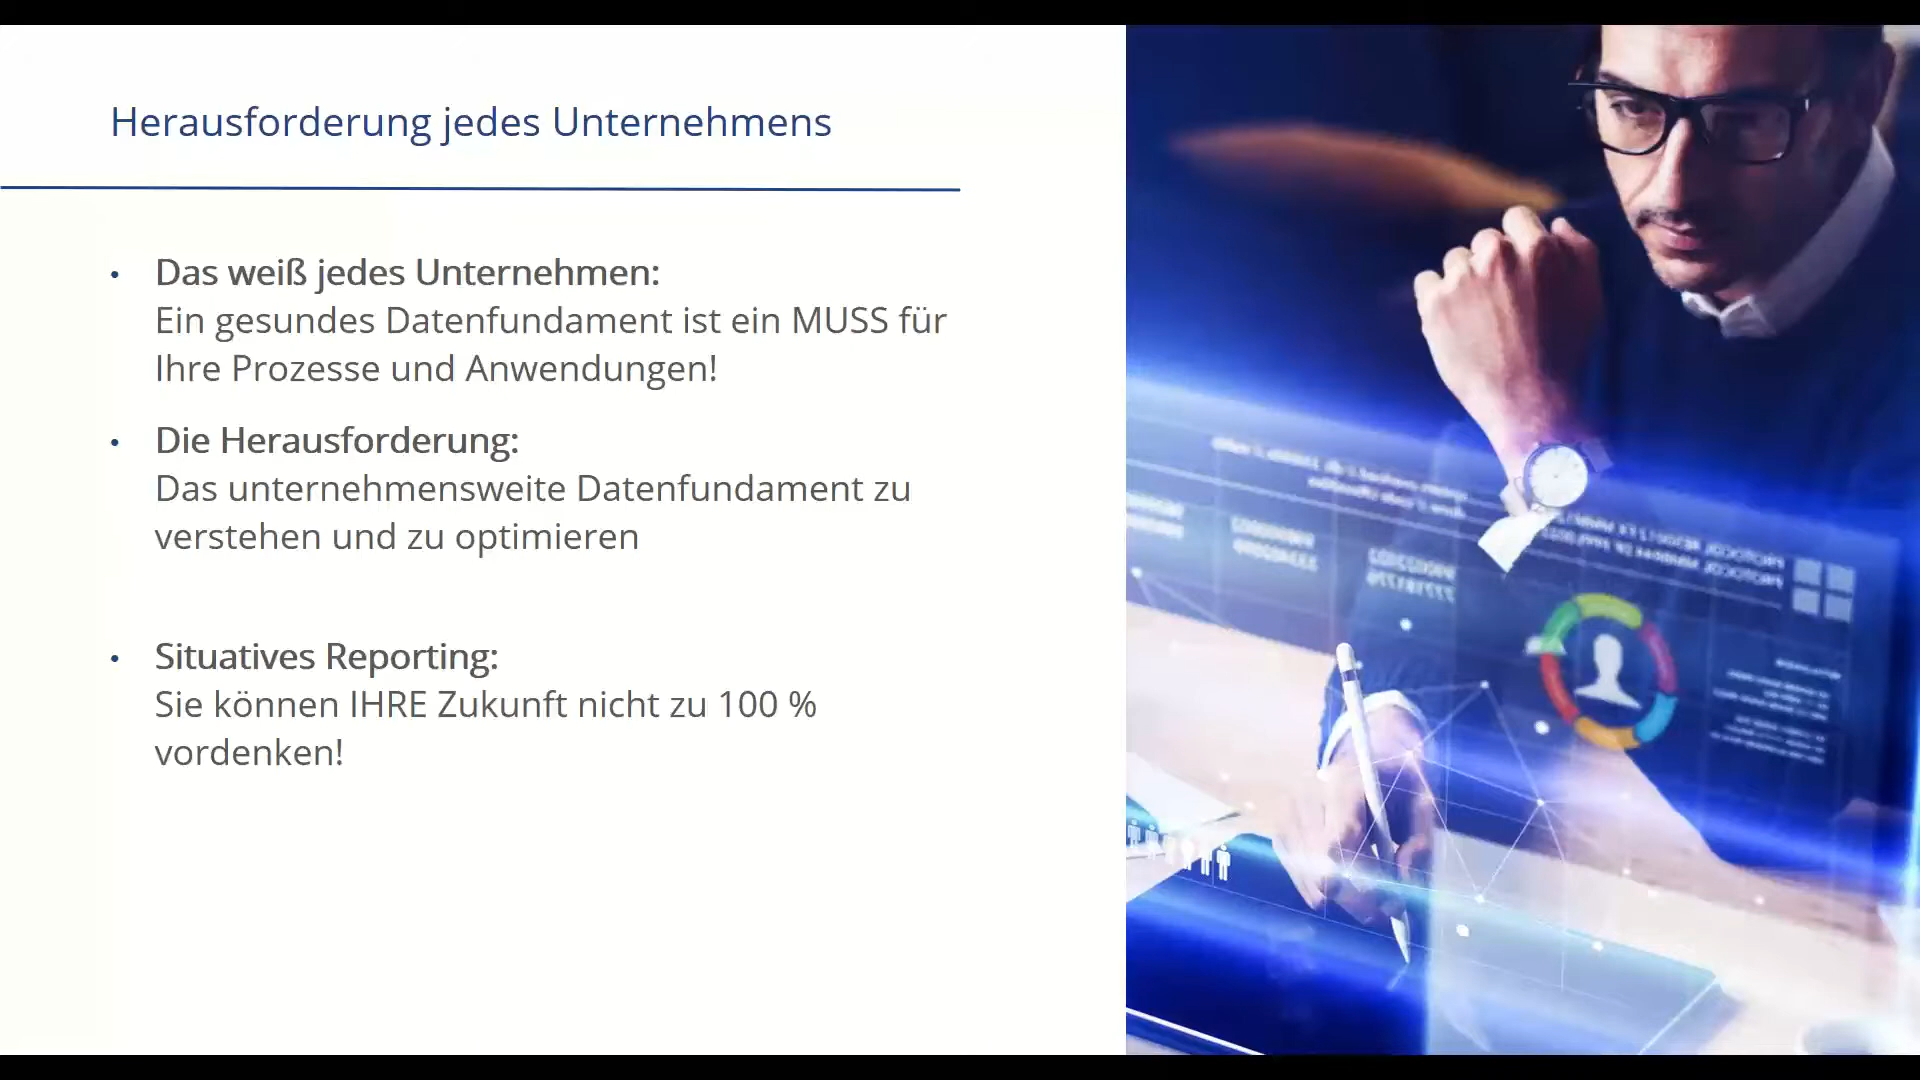 Herausforderung jedes Unternehmens
• Das weiß jedes Unternehmen:
Ein gesundes Datenfundament ist ein MUSS für
Ihre Prozesse und Anwendungen!
• Die Herausforderung:
Das unternehmensweite Datenfundament zu
verstehen und zu optimieren
• Situatives Reporting:
Sie können IHRE Zukunft nicht zu 100 %
vordenken!